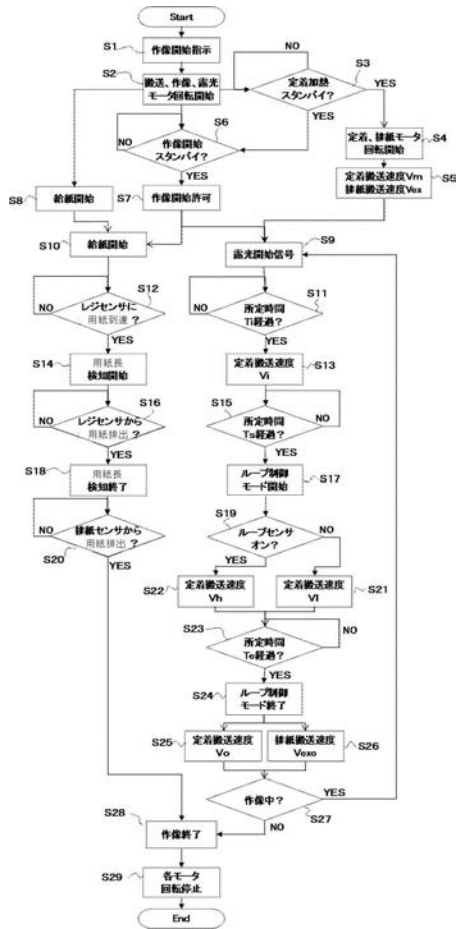 Start
S1
作像開始指示
S2
搬送、作像、露光
モータ回転開始
NO
S3
定着加熱
スタンバイ?
YES
YES
S4
定着、排紙モータ
回転開始
S5
定着搬送速度Vm
排紙搬送速度Vex
S6
NO
作像開始
スタンバイ?
YES
S7
作像開始許可
S8
給紙開始
S10
給紙開始
S9
露光開始信号
S12
NO
レジセンサに
用紙到達?
YES
S11
NO
所定時間
Ti経過?
YES
S14
用紙長
検知開始
S13
定着搬送速度
Vi
S16
NO
レジセンサから
用紙排出?
YES
S15
所定時間
Ts経過?
NO
YES
S18
用紙長
検知終了
S17
ループ制御
モード開始
NO
排紙センサから
用紙排出?
S20
YES
S19
ループセンサ
オン?
NO
YES
S22
定着搬送速度
Vh
定着搬送速度
Vl
S21
S23
所定時間
Te経過?
NO
YES
S24
ループ制御
モード終了
S25
定着搬送速度
Vo
排紙搬送速度
Vexo
S26
作像中?
YES
S27
NO
S28
作像終了
S29
各モータ
回転停止
End